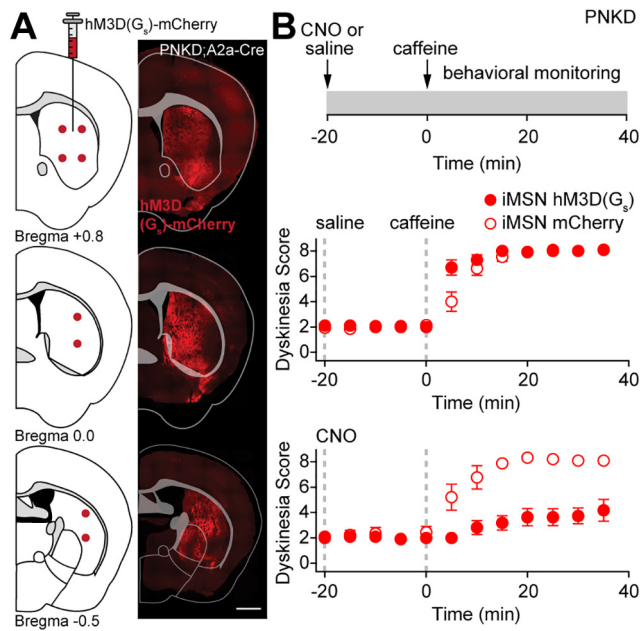 A
hM3D(Gs)-mCherry
PNKD;A2a-Cre
hM3D
(Gs)-mCherry
Bregma +0.8
Bregma 0.0
Bregma -0.5
B
PNKD
CNO or
saline
caffeine
behavioral monitoring
-20 0 40
Time (min)
iMSN hM3D(Gs)
iMSN mCherry
saline caffeine
Dyskinesia Score
8
6
4
2
0
-20 0 20 40
Time (min)
CNO
Dyskinesia Score
8
6
4
2
0
-20 0 20 40
Time (min)